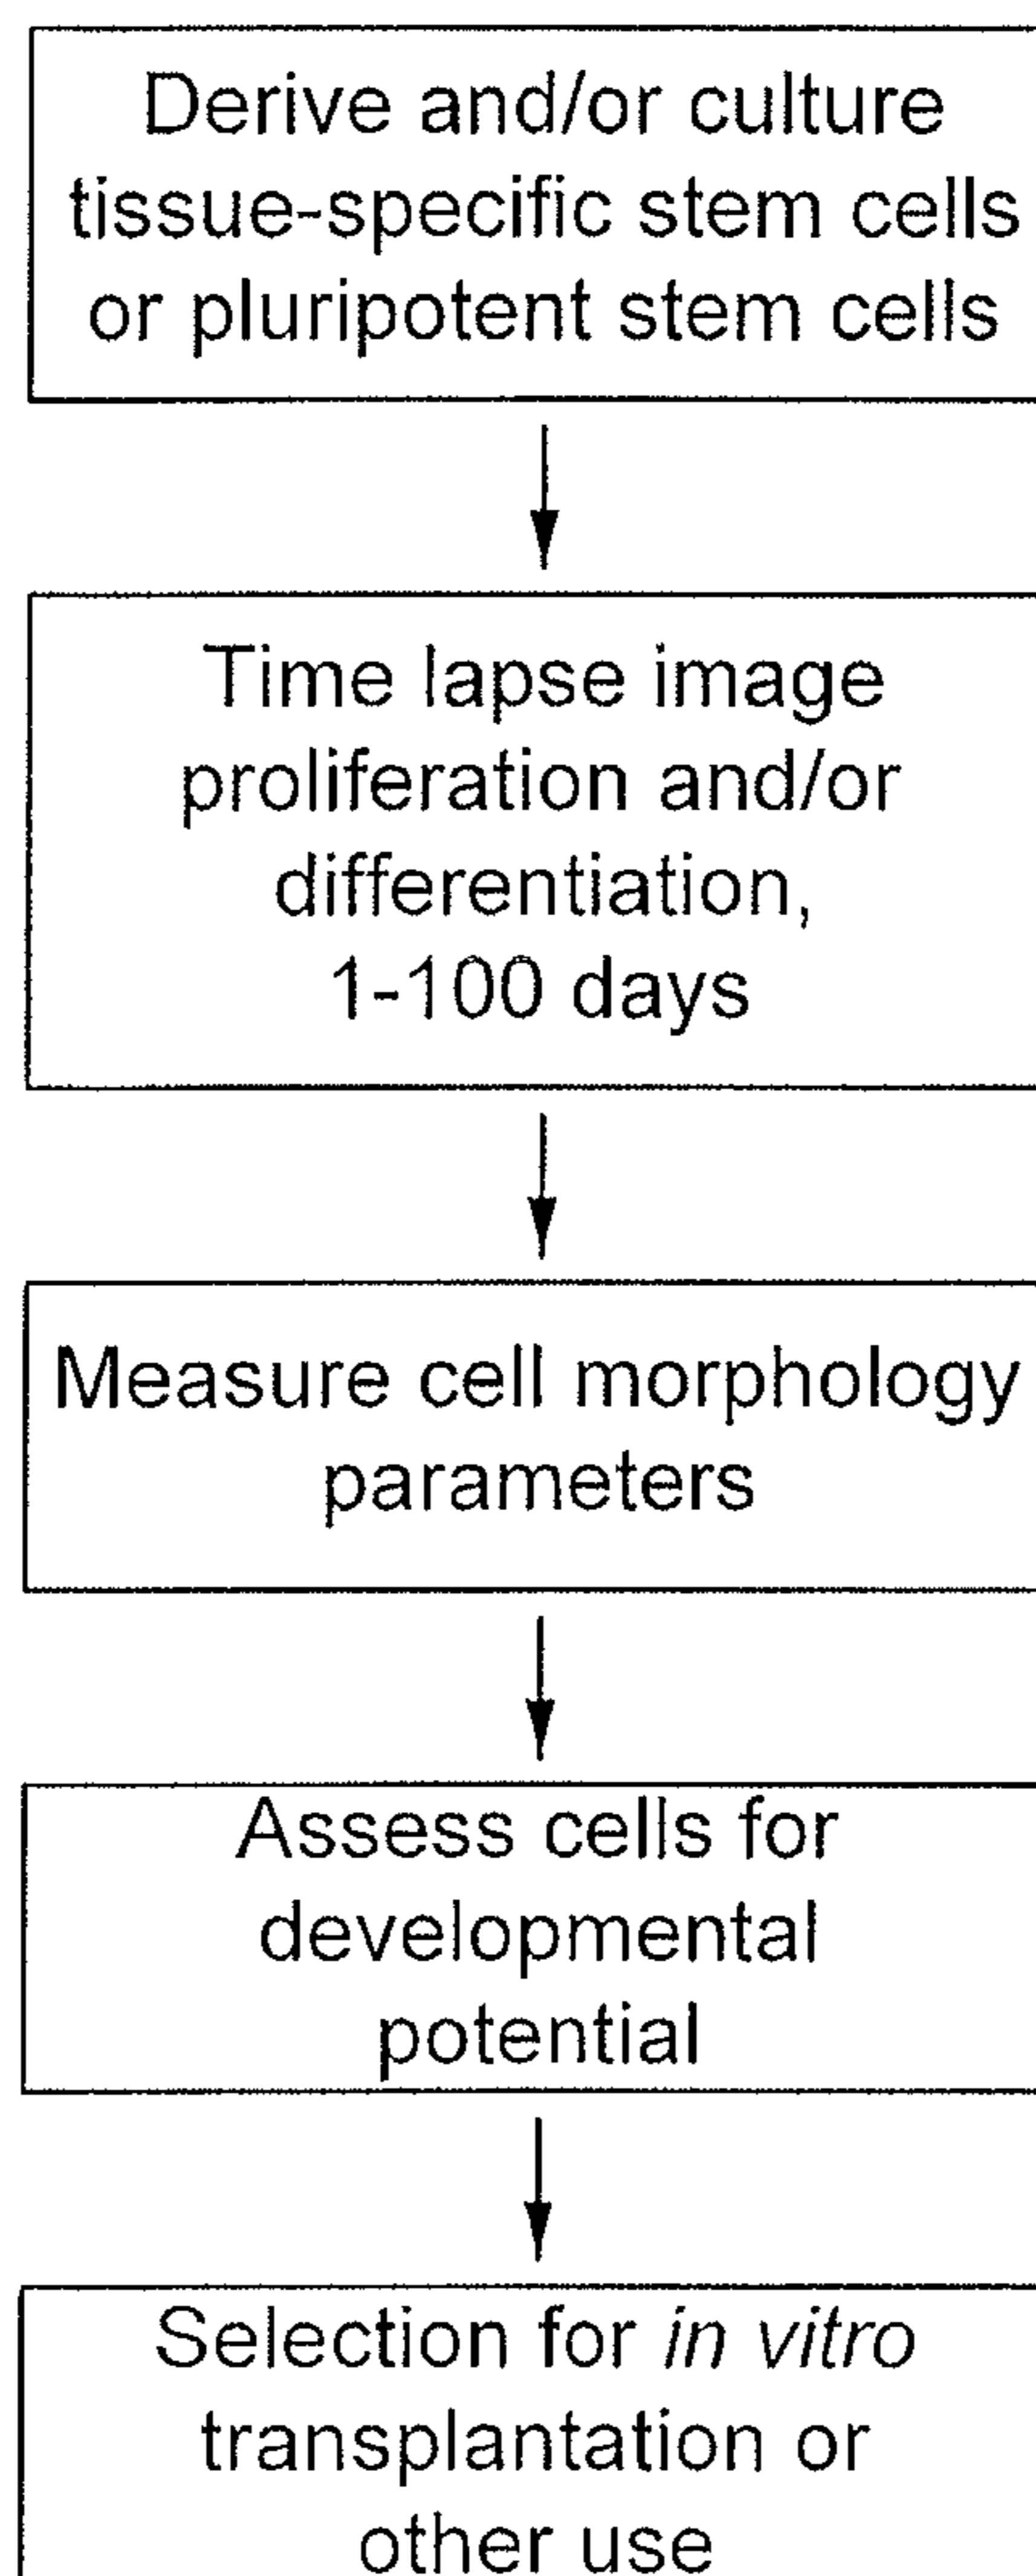 Derive and/or culture
tissue-specific stem cells
or pluripotent stem cells
Time lapse image
proliferation and/or
differentiation,
1-100 days
Measure cell morphology
parameters
Assess cells for
developmental
potential
Selection for in vitro
transplantation or
other use